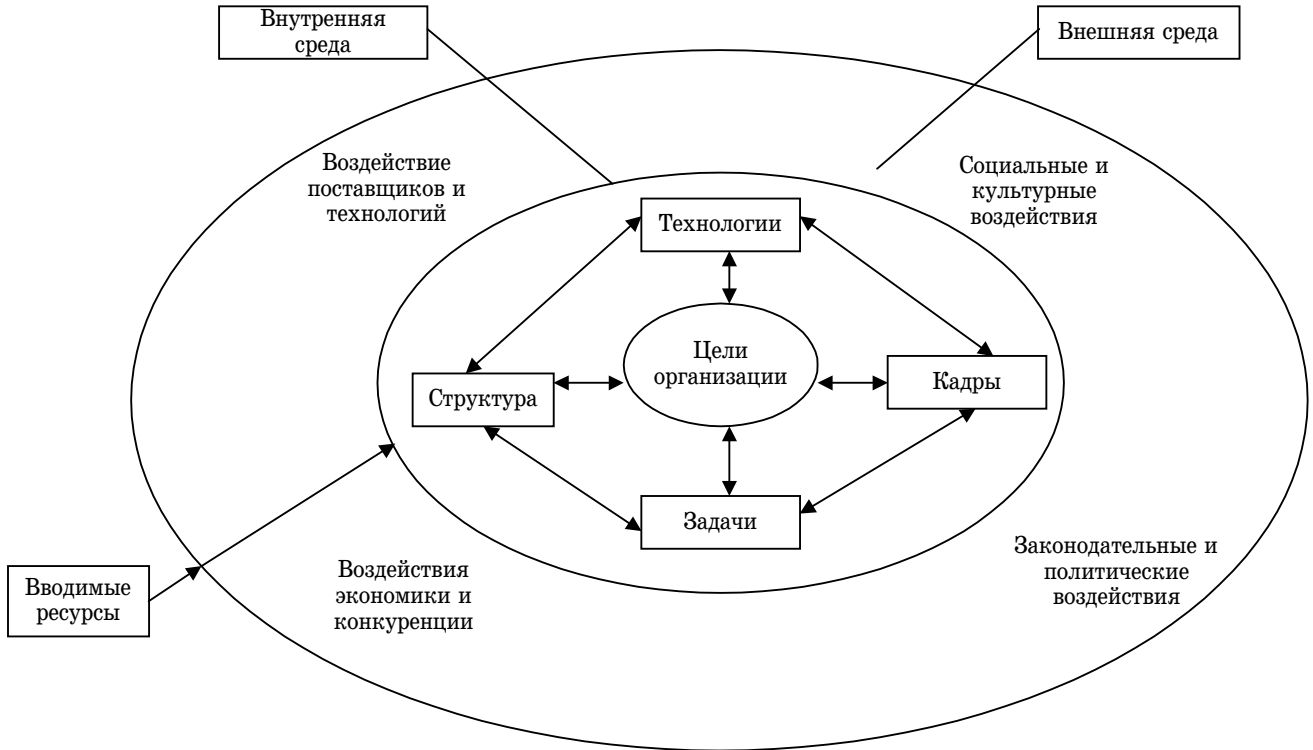 Внутренняя
среда
Внешняя среда
Воздействие
поставщиков и
технологий
Социальные и
культурные
воздействия
Технологии
Цели
организации
Структура
Кадры
Задачи
Вводимые
ресурсы
Воздействия
экономики и
конкуренции
Законодательные и
политические
воздействия